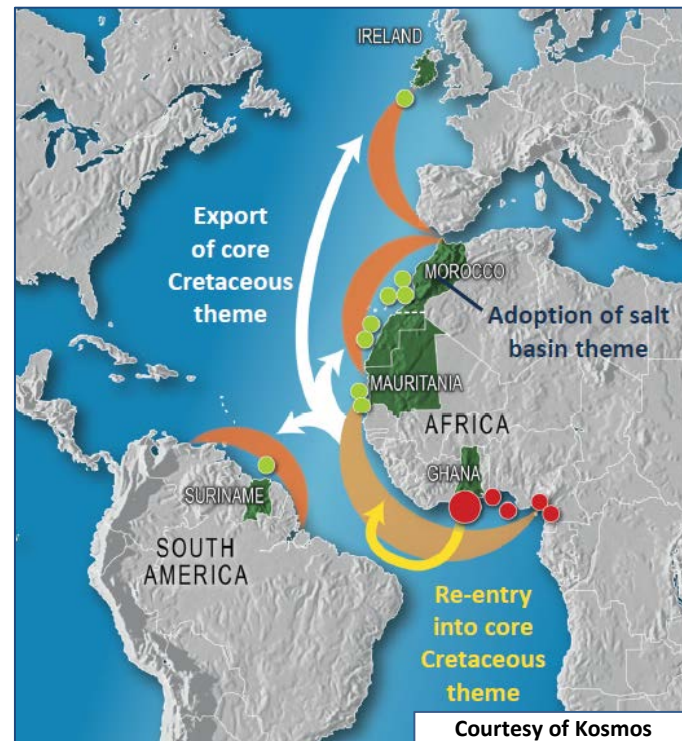 IRELAND
Export
of core
Cretaceous
theme
MOROCCO
Adoption of salt
basin theme
MAURITANIA
AFRICA
GHANA
SURINAME
SOUTH
AMERICA
Re-entry
into core
Cretaceous
theme
Courtesy of Kosmos